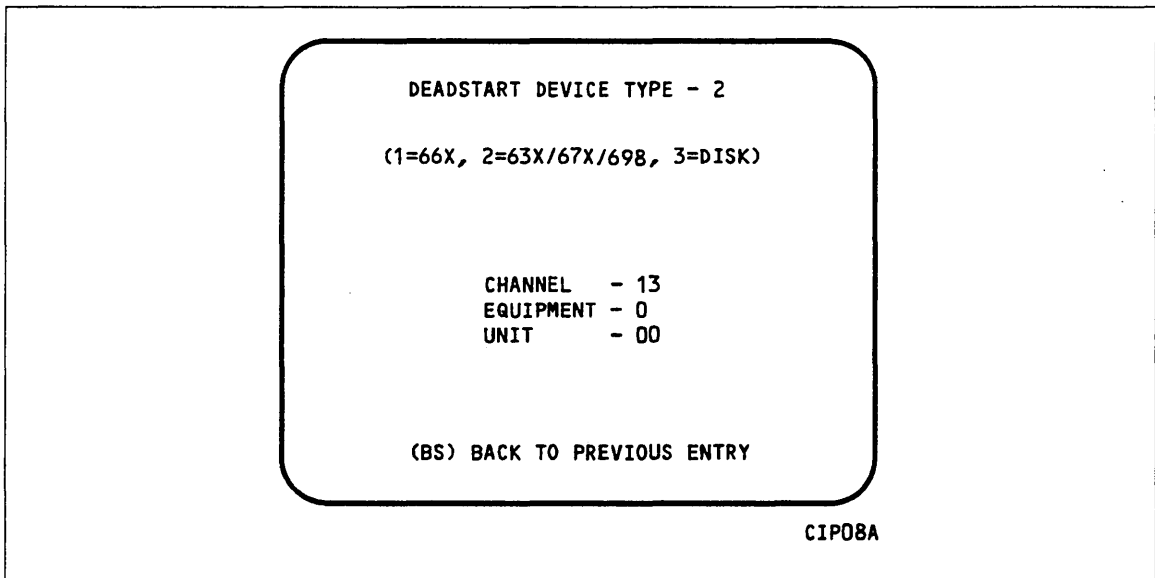 DEADSTART DEVICE TYPE - 2
(1=66X, 2=63X/67X/698, 3=DISK)
CHANNEL - 13
EQUIPMENT - 0
UNIT - 00
(BS) BACK TO PREVIOUS ENTRY
CIP08A